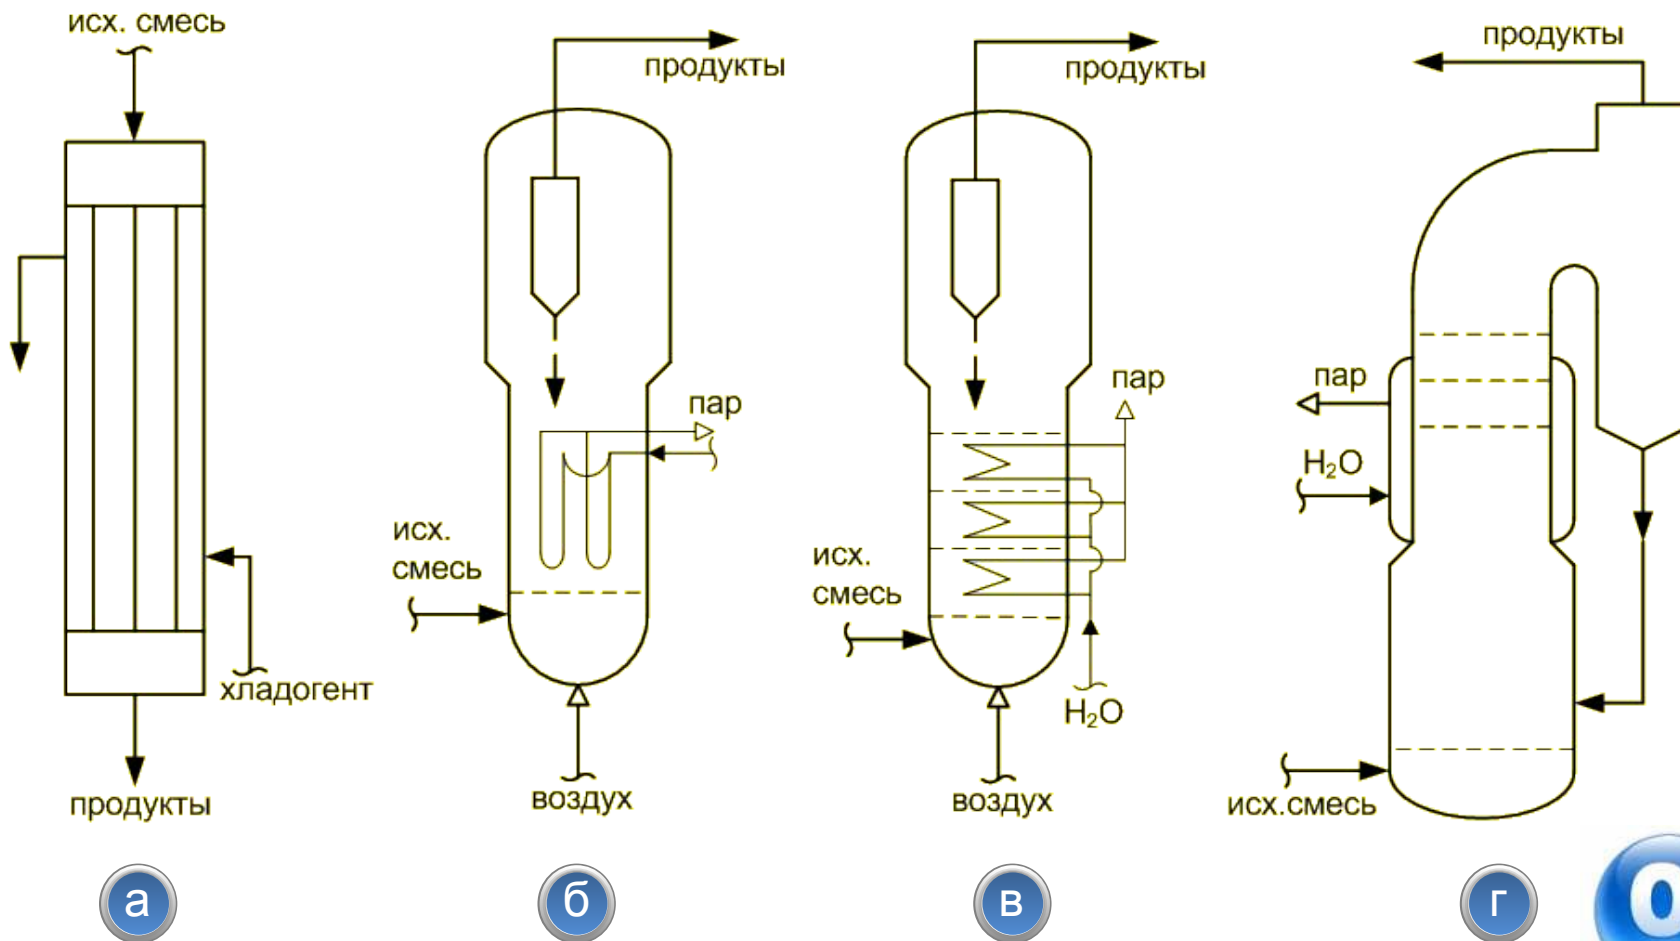 исх. смесь
продукты
хладогент
а
продукты
пар
исх.
смесь
воздух
б
продукты
пар
исх.
смесь
H₂O
воздух
в
продукты
пар
H₂O
исх.смесь
г